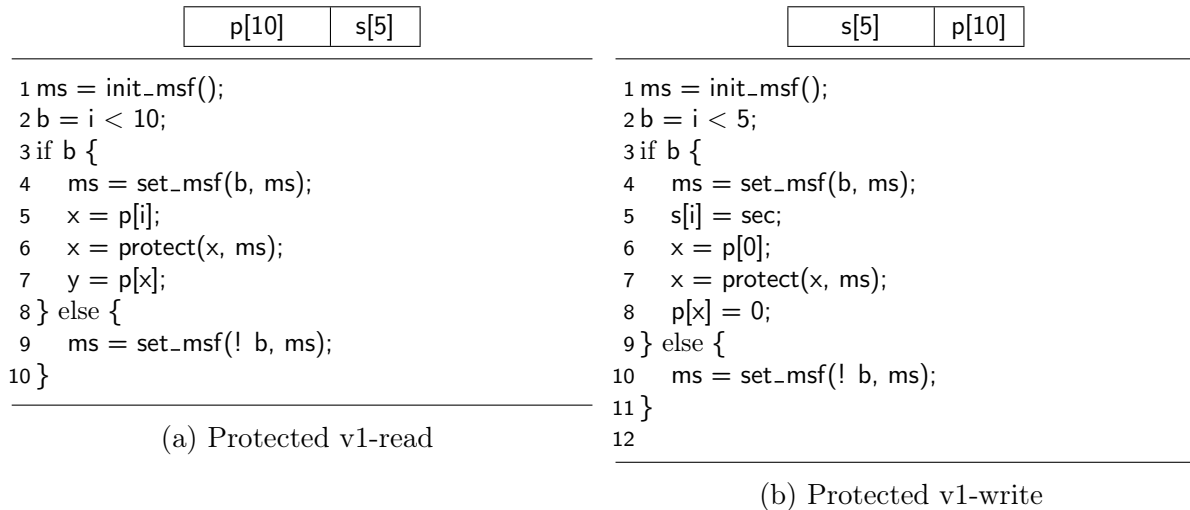 p[10] s[5]
1 ms = init_msf();
2 b = i < 10;
3 if b {
4 ms = set_msf(b, ms);
5 x = p[i];
6 x = protect(x, ms);
7 y = p[x];
8 } else {
9 ms = set_msf(! b, ms);
10 }
(a) Protected v1-read
s[5] p[10]
1 ms = init_msf();
2 b = i < 5;
3 if b {
4 ms = set_msf(b, ms);
5 s[i] = sec;
6 x = p[0];
7 x = protect(x, ms);
8 p[x] = 0;
9 } else {
10 ms = set_msf(! b, ms);
11 }
12
(b) Protected v1-write